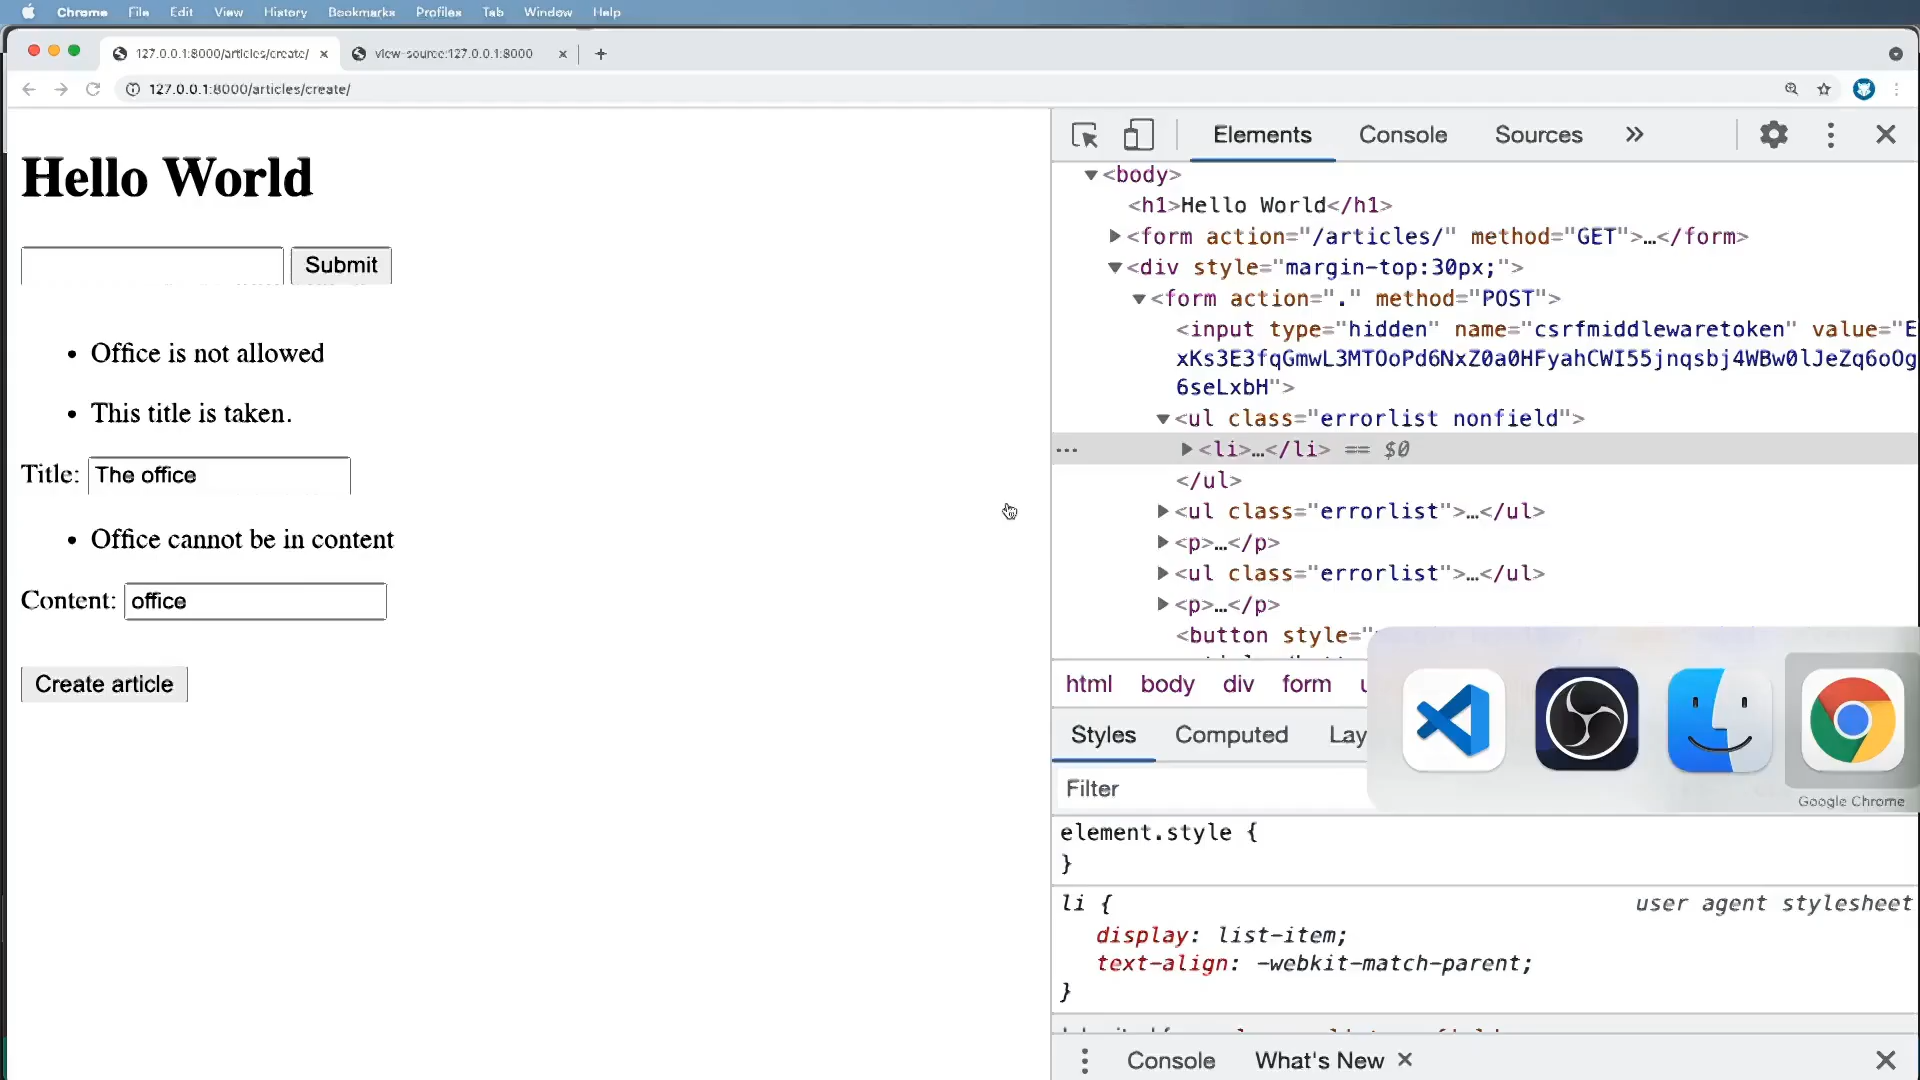 Chrome File Edit View History Bookmarks Profiles Tab Window Help
127.0.0.1:8000/articles/create/ view-source:127.0.0.1:8000
127.0.0.1:8000/articles/create/
Hello World
Submit
Office is not allowed
This title is taken.
Title: The office
Office cannot be in content
Content: office
Create article
Elements Console Sources
<body>
<h1>Hello World</h1>
<form action="/articles/" method="GET">…</form>
<div style="margin-top:30px;">
<form action="." method="POST">
<input type="hidden" name="csrfmiddlewaretoken" value="E
xKs3E3fqGmwL3MTOoPd6NxZ0a0HFyahCWI55jnqsbj4WBw0lJeZq6oOg
6seLxbH">
<ul class="errorlist nonfield">
<li>…</li> == $0
</ul>
<ul class="errorlist">…</ul>
<p>…</p>
<ul class="errorlist">…</ul>
<p>…</p>
<button style="
html body div form
Styles Computed Lay
Google Chrome
Filter
element.style {
}
li { user agent stylesheet
display: list-item;
text-align: -webkit-match-parent;
}
Console What's New